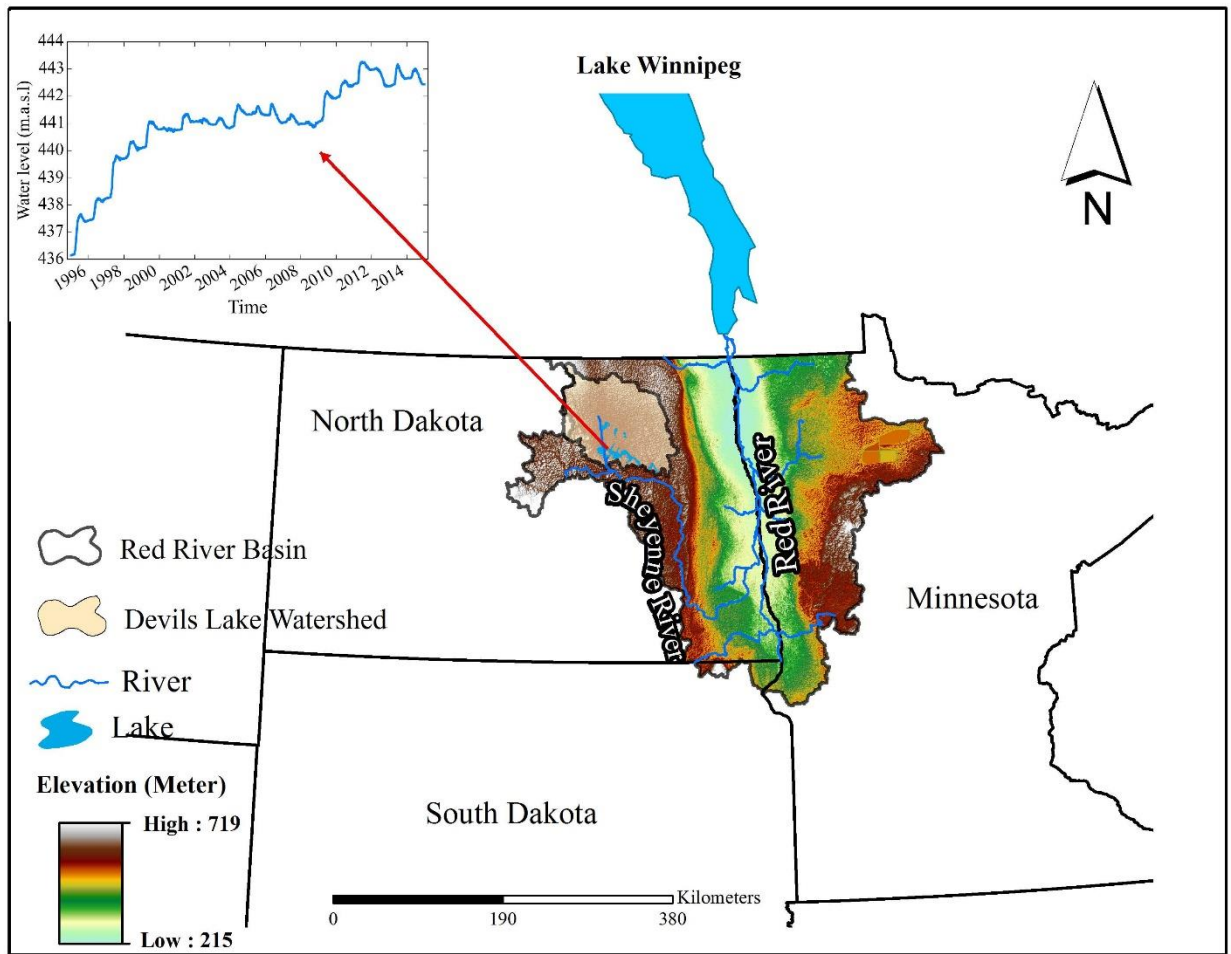 444
443
442
441
440
439
438
437
436
Water level (m.a.s.l)
1996 1998 2000 2002 2004 2006 2008 2010 2012 2014
Time
Lake Winnipeg
N
North Dakota
Sheyenne River
Red River
Minnesota
South Dakota
Red River Basin
Devils Lake Watershed
River
Lake
Elevation (Meter)
High : 719
Low : 215
Kilometers
0 190 380